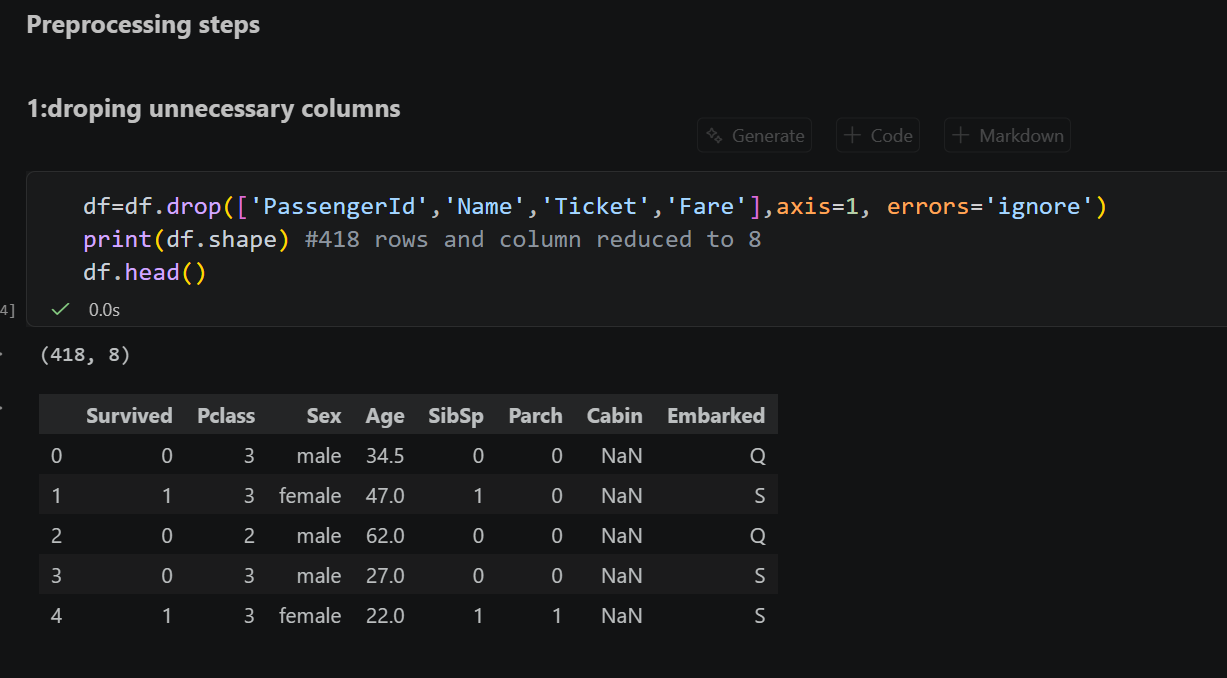 Preprocessing steps
1:droping unnecessary columns
Generate + Code + Markdown
df=df.drop(['PassengerId','Name','Ticket','Fare'],axis=1, errors='ignore')
print(df.shape) #418 rows and column reduced to 8
df.head()
4] 0.0s
(418, 8)
Survived Pclass Sex Age SibSp Parch Cabin Embarked
0 0 3 male 34.5 0 0 NaN Q
1 1 3 female 47.0 1 0 NaN S
2 0 2 male 62.0 0 0 NaN Q
3 0 3 male 27.0 0 0 NaN S
4 1 3 female 22.0 1 1 NaN S